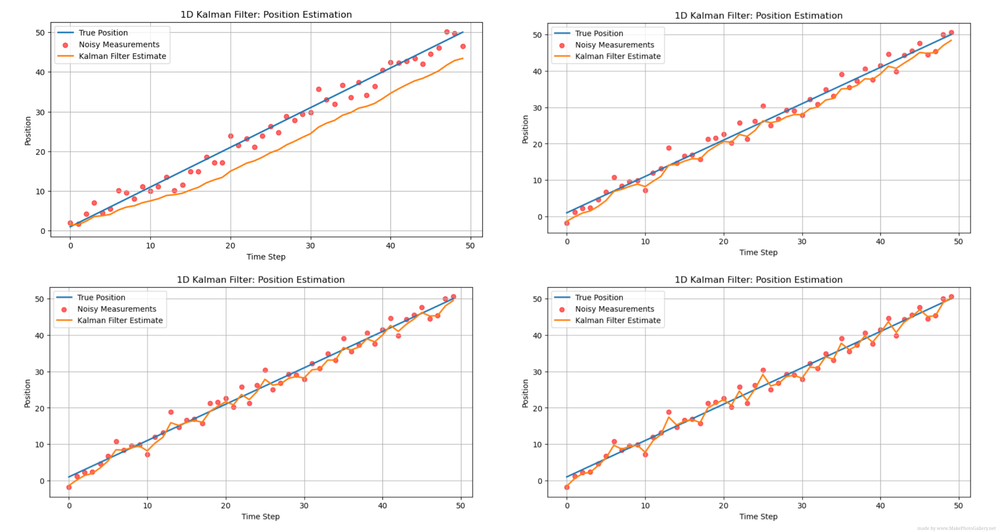 1D Kalman Filter: Position Estimation
True Position
Noisy Measurements
Kalman Filter Estimate
50
40
30
20
10
0
Position
0 10 20 30 40 50
Time Step
1D Kalman Filter: Position Estimation
True Position
Noisy Measurements
Kalman Filter Estimate
50
40
30
20
10
0
Position
0 10 20 30 40 50
Time Step
1D Kalman Filter: Position Estimation
True Position
Noisy Measurements
Kalman Filter Estimate
50
40
30
20
10
0
Position
0 10 20 30 40 50
Time Step
1D Kalman Filter: Position Estimation
True Position
Noisy Measurements
Kalman Filter Estimate
50
40
30
20
10
0
Position
0 10 20 30 40 50
Time Step
made by www.MakePhotoGallery.net